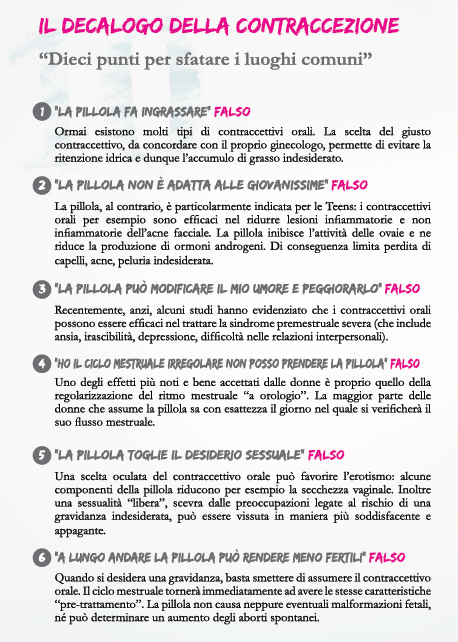 IL DECALOGO DELLA CONTRACCEZIONE
“Dieci punti per sfatare i luoghi comuni”
1 "LA PILLOLA FA INGRASSARE" FALSO
Ormai esistono molti tipi di contraccettivi orali. La scelta del giusto
contraccettivo, da concordare con il proprio ginecologo, permette di evitare la
ritenzione idrica e dunque l’accumulo di grasso indesiderato.
2 "LA PILLOLA NON È ADATTA ALLE GIOVANISSIME" FALSO
La pillola, al contrario, è particolarmente indicata per le Teens: i contraccettivi
orali per esempio sono efficaci nel ridurre lesioni infiammatorie e non
infiammatorie dell’acne facciale. La pillola inibisce l’attività delle ovaie e ne
riduce la produzione di ormoni androgeni. Di conseguenza limita perdita di
capelli, acne, peluria indesiderata.
3 "LA PILLOLA PUÒ MODIFICARE IL MIO UMORE E PEGGIORARLO" FALSO
Recentemente, anzi, alcuni studi hanno evidenziato che i contraccettivi orali
possono essere efficaci nel trattare la sindrome premestruale severa (che include
ansia, irascibilità, depressione, difficoltà nelle relazioni interpersonali).
4 "HO IL CICLO MESTRUALE IRREGOLARE NON POSSO PRENDERE LA PILLOLA" FALSO
Uno degli effetti più noti e bene accettati dalle donne è proprio quello della
regolarizzazione del ritmo mestruale “a orologio”. La maggior parte delle
donne che assume la pillola sa con esattezza il giorno nel quale si verificherà il
suo flusso mestruale.
5 "LA PILLOLA TOGLIE IL DESIDERIO SESSUALE" FALSO
Una scelta oculata del contraccettivo orale può favorire l’erotismo: alcune
componenti della pillola riducono per esempio la secchezza vaginale. Inoltre
una sessualità “libera”, scevra dalle preoccupazioni legate al rischio di una
gravidanza indesiderata, può essere vissuta in maniera più soddisfacente e
appagante.
6 "A LUNGO ANDARE LA PILLOLA PUÒ RENDERE MENO FERTILI" FALSO
Quando si desidera una gravidanza, basta smettere di assumere il contraccettivo
orale. Il ciclo mestruale tornerà immediatamente ad avere le stesse caratteristiche
“pre-trattamento”. La pillola non causa neppure eventuali malformazioni fetali,
né può determinare un aumento degli aborti spontanei.